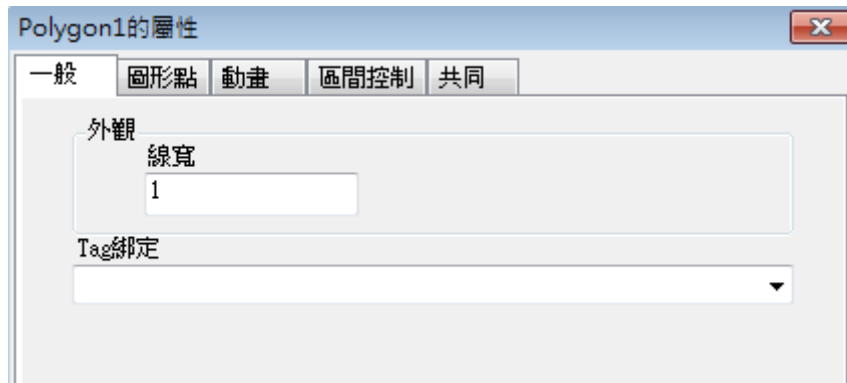 Polygon1的屬性
一般 圖形點 動畫 區間控制 共同
外觀
線寬
1
Tag綁定